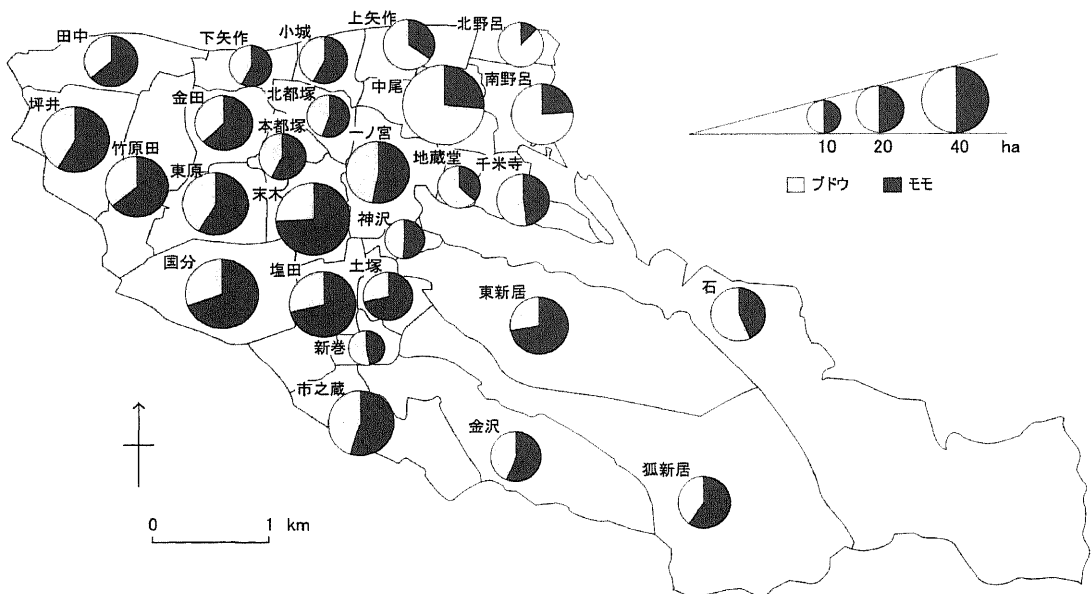 上矢作
北野呂
田中
下矢作
小城
中尾
南野呂
坪井
金田
北都塚
本都塚
一ノ宮
竹原田
東原
末木
地蔵堂
千米寺
神沢
国分
塩田
土塚
東新居
石
新巻
市之蔵
金沢
狐新居
10 20 40 ha
ブドウ モモ
0 1 km